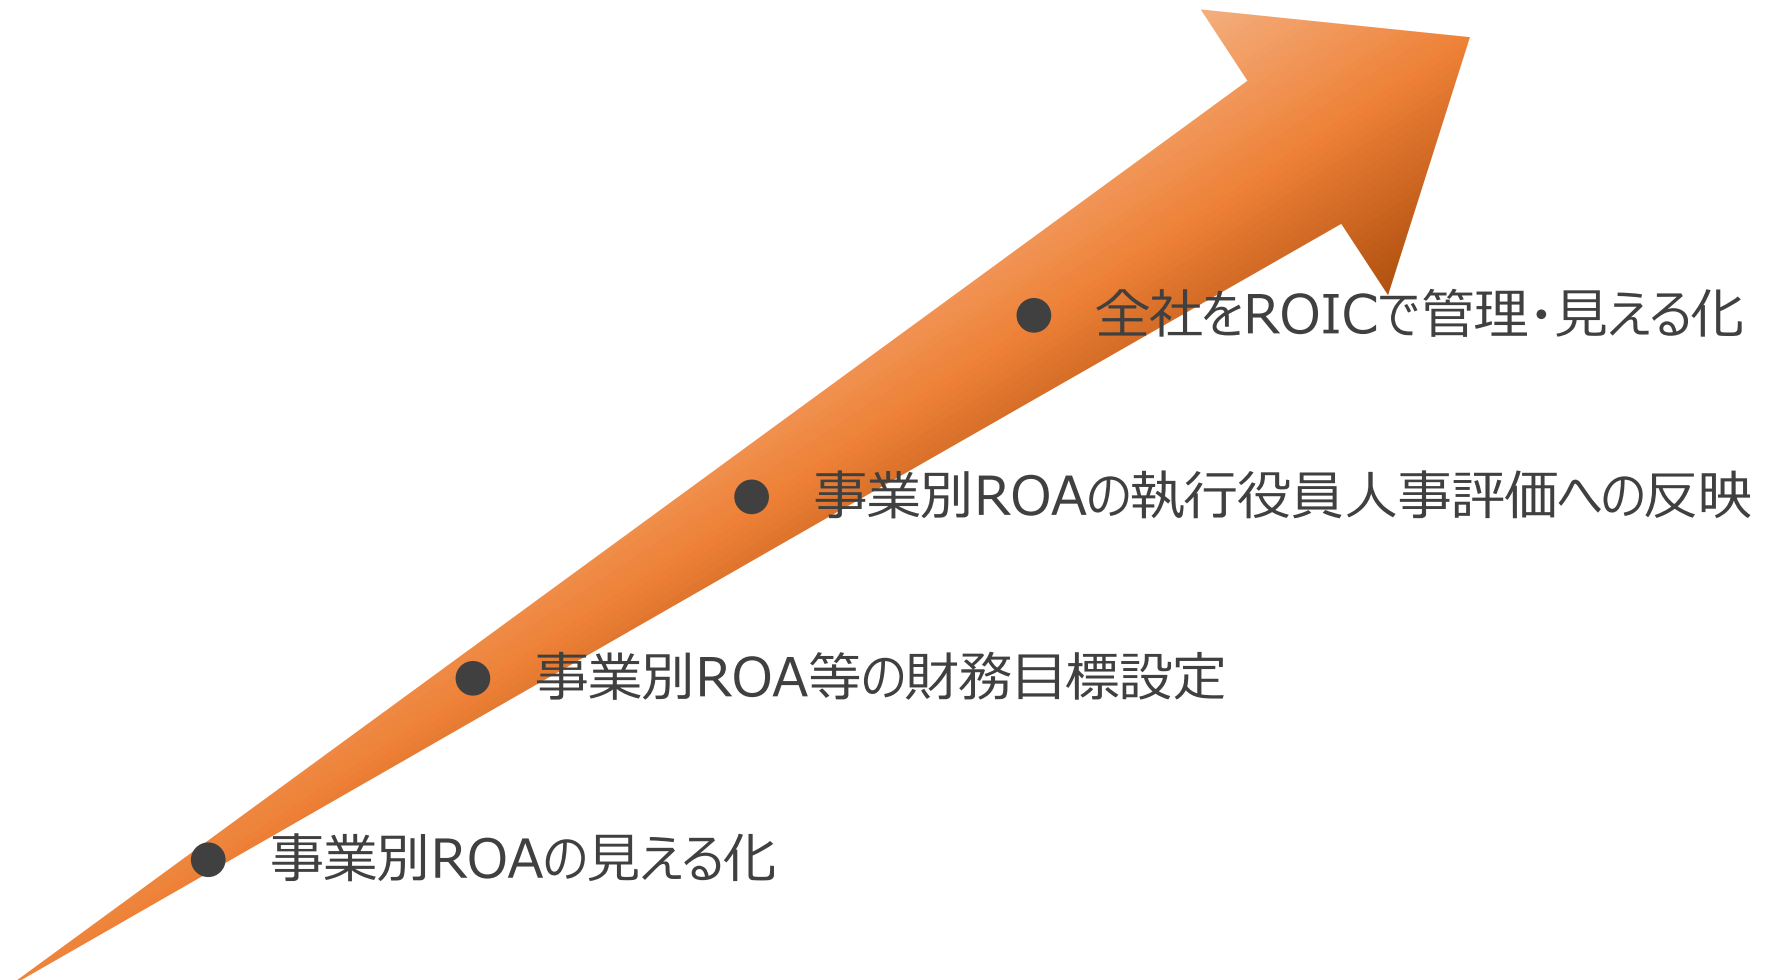 全社をROICで管理・見える化
事業別ROAの執行役員人事評価への反映
事業別ROA等の財務目標設定
事業別ROAの見える化